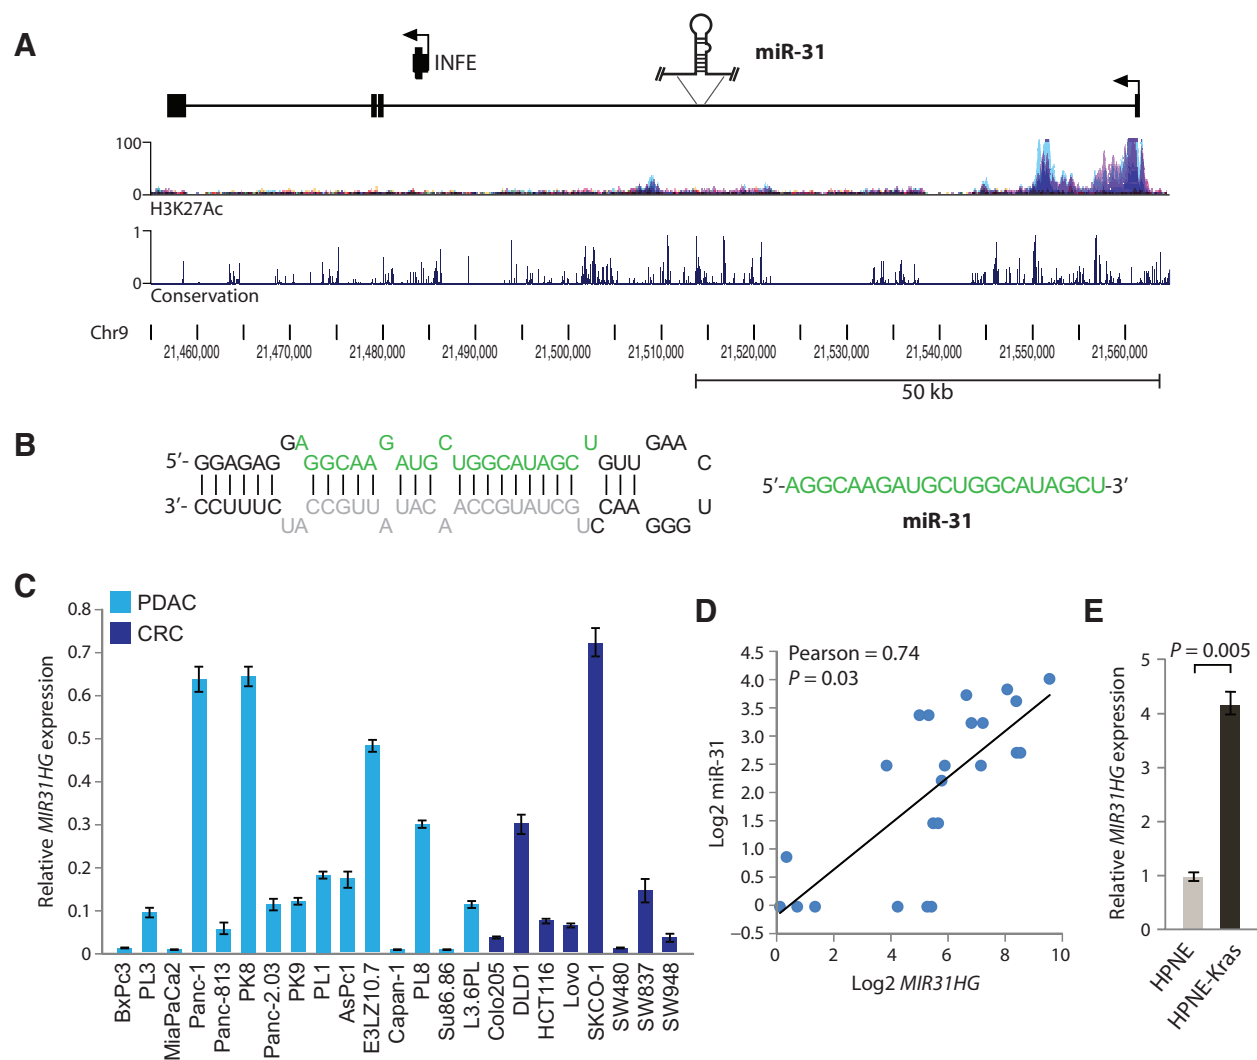 A
INFE
miR-31
100
0
H3K27Ac
1
0
Conservation
Chr9
21,460,000 21,470,000 21,480,000 21,490,000 21,500,000 21,510,000 21,520,000 21,530,000 21,540,000 21,550,000 21,560,000
50 kb
B
GA G C U GAA
5′- GGAGAG GGCAA AUG UGGCAUAGC GUU C
3′- CCUUUC CCGUU UAC ACCGUAUCG CAA U
UA A A UC GGG
5′-AGGCAAGAUGCUGGCAUAGCU-3′
miR-31
C
PDAC
CRC
Relative MIR31HG expression
0.8
0.7
0.6
0.5
0.4
0.3
0.2
0.1
0
BxPc3 PL3 MiaPaCa2 Panc-1 Panc-813 PK8 Panc-2.03 PK9 PL1 AsPc1 E3LZ10.7 Capan-1 PL8 Su86.86 L3.6PL Colo205 DLD1 HCT116 Lovo SKCO-1 SW480 SW837 SW948
D
Pearson = 0.74
P = 0.03
Log2 miR-31
4.5
4.0
3.5
3.0
2.5
2.0
1.5
1.0
0.5
0
−0.5
0 2 4 6 8 10
Log2 MIR31HG
E
P = 0.005
Relative MIR31HG expression
5
4
3
2
1
0
HPNE HPNE-Kras